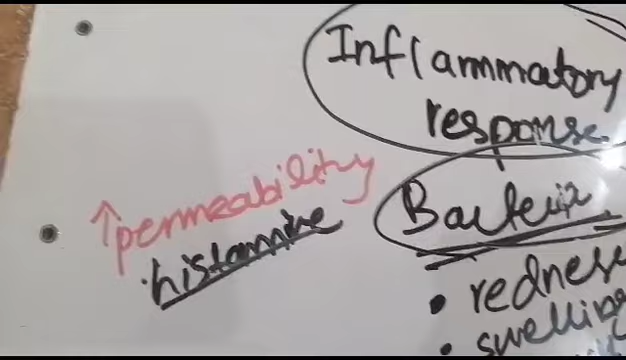 Inflammatory
response
↑permeability
histamine
Bacteria
• redness
• swelling